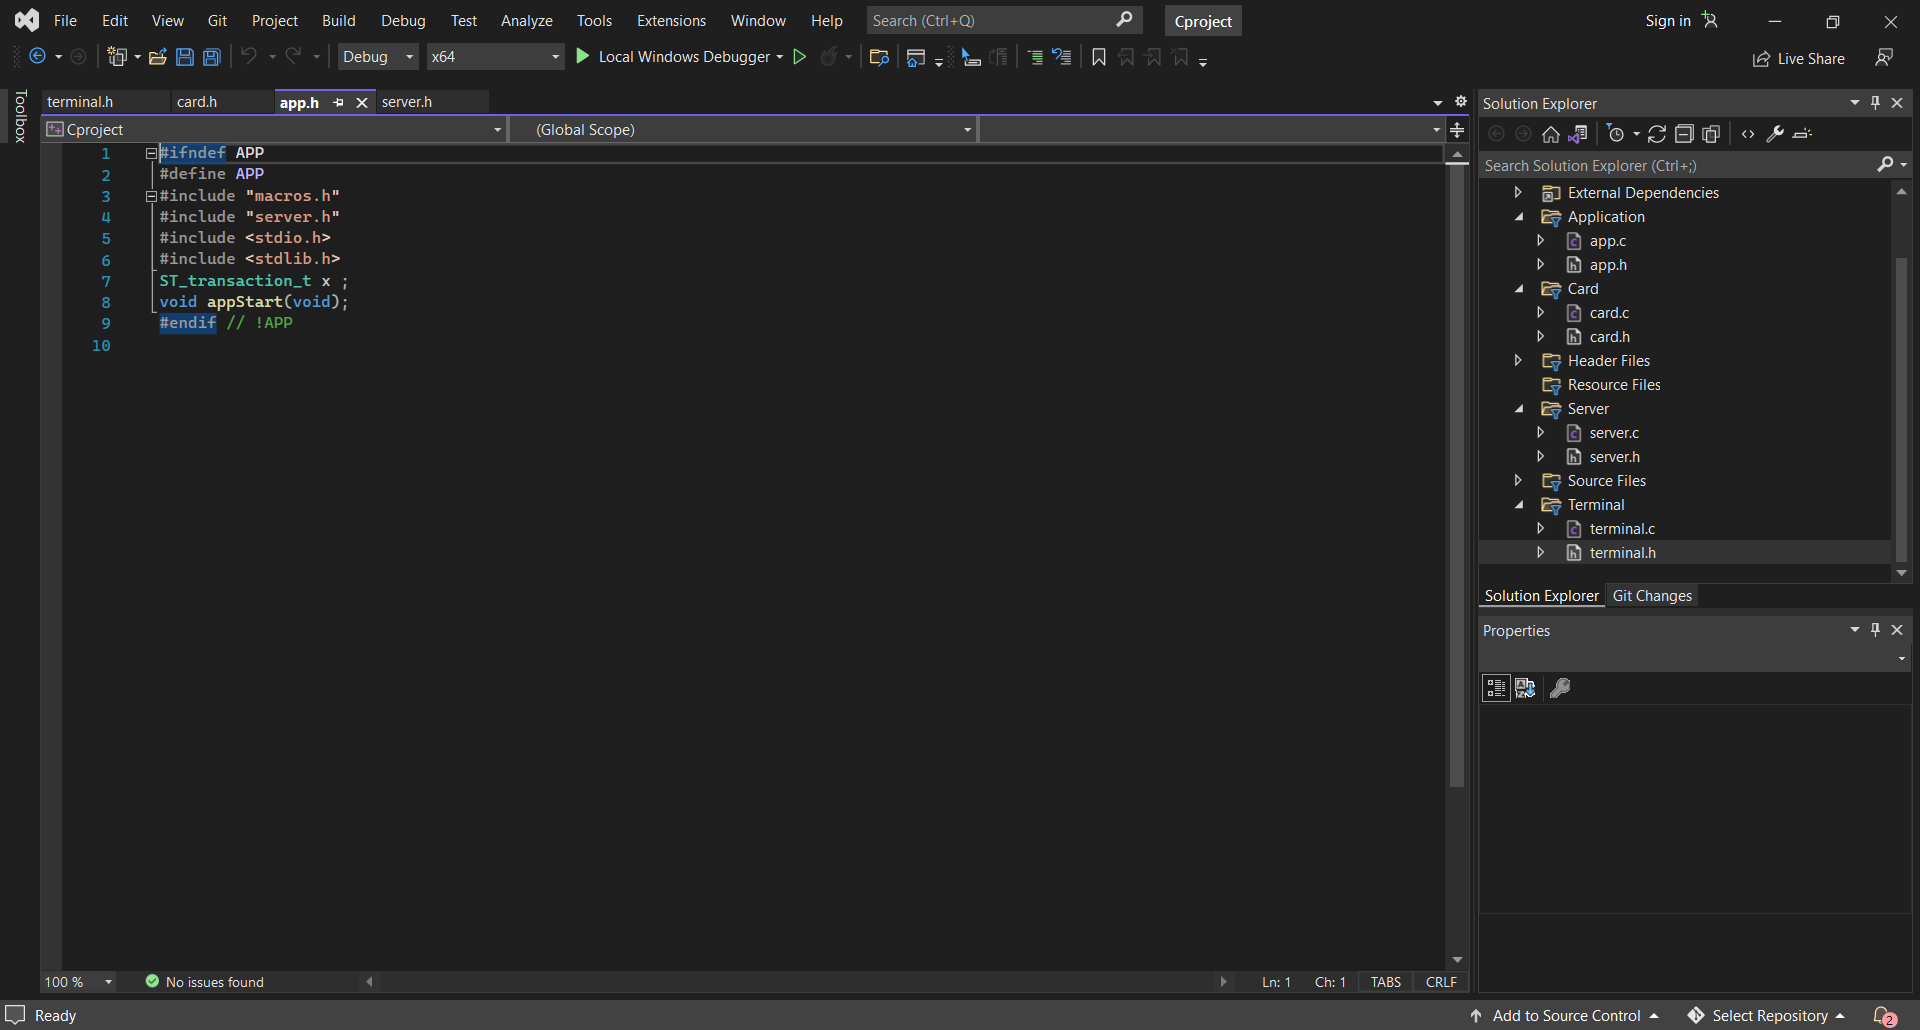 File Edit View Git Project Build Debug Test Analyze Tools Extensions Window Help Search (Ctrl+Q) Cproject Sign in
Debug x64 Local Windows Debugger Live Share
Toolbox
terminal.h card.h app.h server.h
Cproject (Global Scope)
1 #ifndef APP
2 #define APP
3 #include "macros.h"
4 #include "server.h"
5 #include <stdio.h>
6 #include <stdlib.h>
7 ST_transaction_t x ;
8 void appStart(void);
9 #endif // !APP
10
100 % No issues found Ln: 1 Ch: 1 TABS CRLF
Solution Explorer
Search Solution Explorer (Ctrl+;)
External Dependencies
Application
app.c
app.h
Card
card.c
card.h
Header Files
Resource Files
Server
server.c
server.h
Source Files
Terminal
terminal.c
terminal.h
Solution Explorer Git Changes
Properties
Ready Add to Source Control Select Repository 2